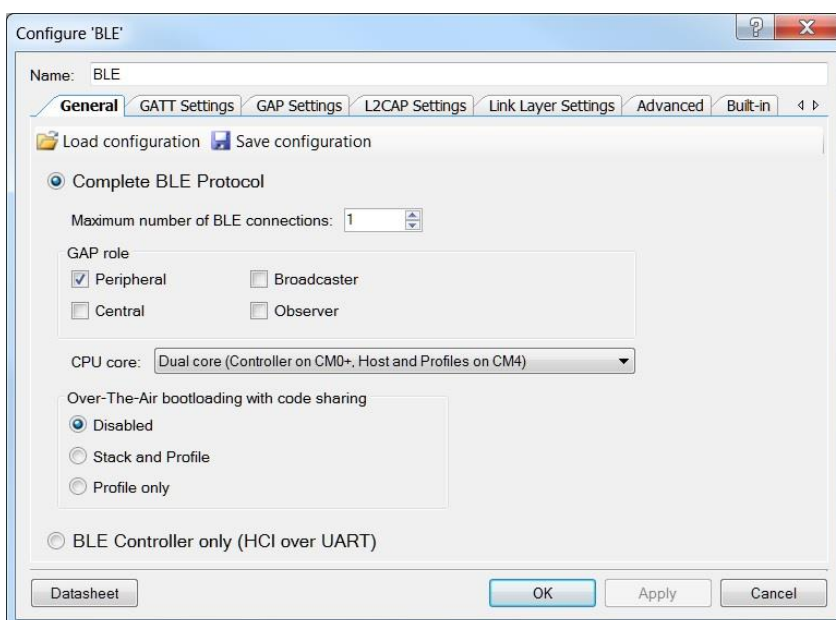 Configure 'BLE'
Name: BLE
General GATT Settings GAP Settings L2CAP Settings Link Layer Settings Advanced Built-in
Load configuration Save configuration
Complete BLE Protocol
Maximum number of BLE connections: 1
GAP role
Peripheral Broadcaster
Central Observer
CPU core: Dual core (Controller on CM0+, Host and Profiles on CM4)
Over-The-Air bootloading with code sharing
Disabled
Stack and Profile
Profile only
BLE Controller only (HCI over UART)
Datasheet OK Apply Cancel